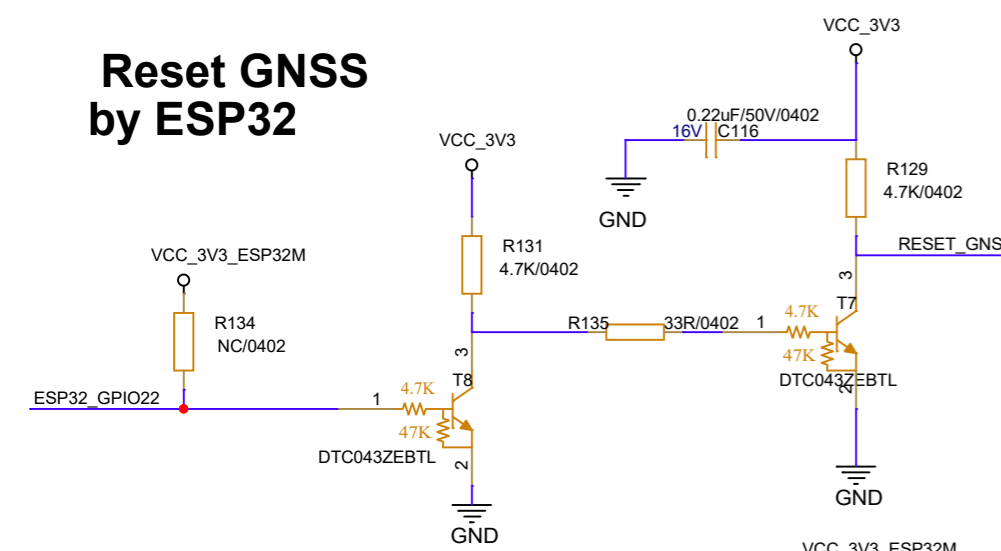 Reset GNSS
by ESP32
VCC_3V3
0.22uF/50V/0402
16V C116
GND
R129
4.7K/0402
RESET_GNS
VCC_3V3
R131
4.7K/0402
VCC_3V3_ESP32M
R134
NC/0402
ESP32_GPIO22
1
4.7K
47K
3
T8
DTC043ZEBTL
2
GND
R135
33R/0402
1
4.7K
47K
3
T7
DTC043ZEBTL
2
GND
VCC_3V3_ESP32M